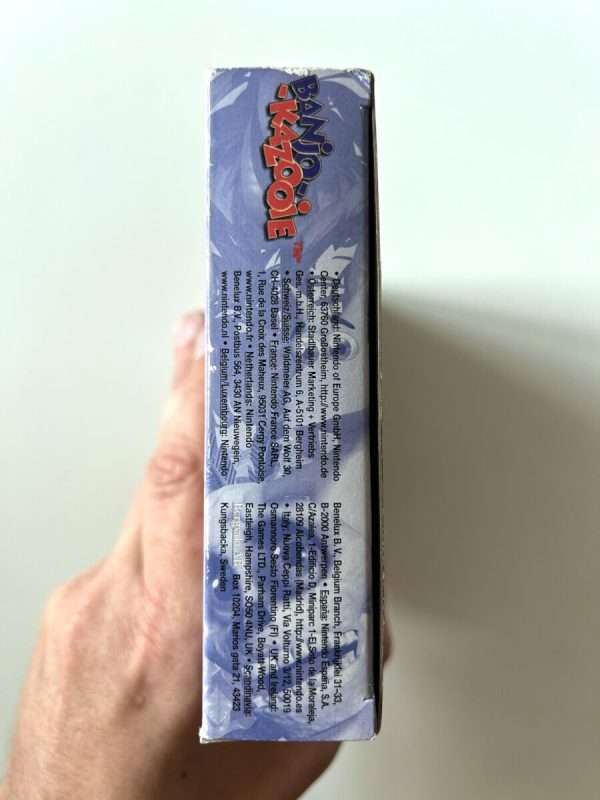 BANJO-
-KAZOOIE
TM
• Deutschland: Nintendo of Europe GmbH, Nintendo
Center, 63760 Großostheim, http://www.nintendo.de
• Österreich: Stadlbauer Marketing + Vertriebs
Ges. m.b.H., Handelszentrum 6, A-5101 Bergheim
• Schweiz/Suisse: Waldmeier AG, Auf dem Wolf 30,
CH-4028 Basel • France: Nintendo France SARL,
1, Rue de la Croix des Maheux, 95031 Cergy Pontoise,
www.nintendo.fr • Netherlands: Nintendo
Benelux B.V., Postbus 564, 3430 AN Nieuwegein,
www.nintendo.nl • Belgium/Luxembourg: Nintendo
Benelux B.V., Belgium Branch, Frankrijklei 31–33,
B-2000 Antwerpen • España: Nintendo España, S.A.
C/Azalea, 1-Edificio D, Miniparc 1-El Soto de la Moraleja,
28109 Alcobendas (Madrid), http://www.nintendo.es
• Italy: Nuova Ceppi Ratti, Via Volturno 3/12, 50019
Osmannoro Sesto Fiorentino (FI) • UK and Ireland:
The Games LTD., Parham Drive, Boyatt Wood,
Eastleigh, Hampshire, SO50 4NU, UK • Scandinavia:
Box 10204, Marios gata 21, 43423
Kungsbacka, Sweden